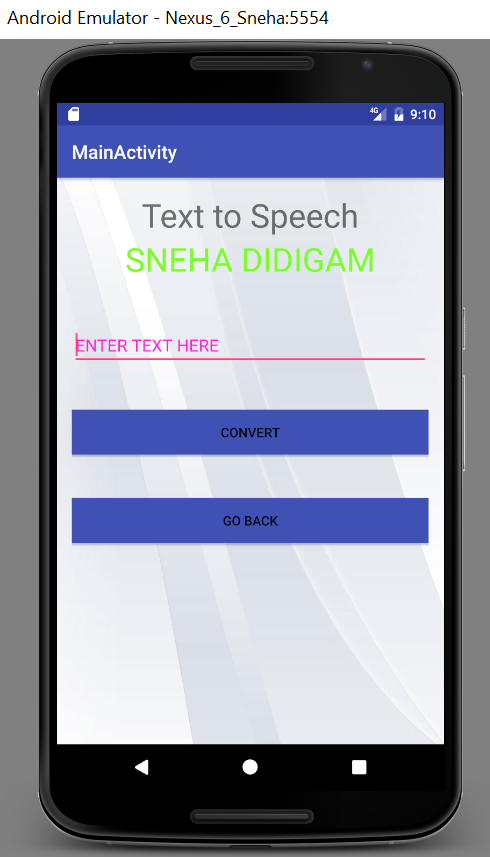 Android Emulator - Nexus_6_Sneha:5554
4G 9:10
MainActivity
Text to Speech
SNEHA DIDIGAM
ENTER TEXT HERE
CONVERT
GO BACK